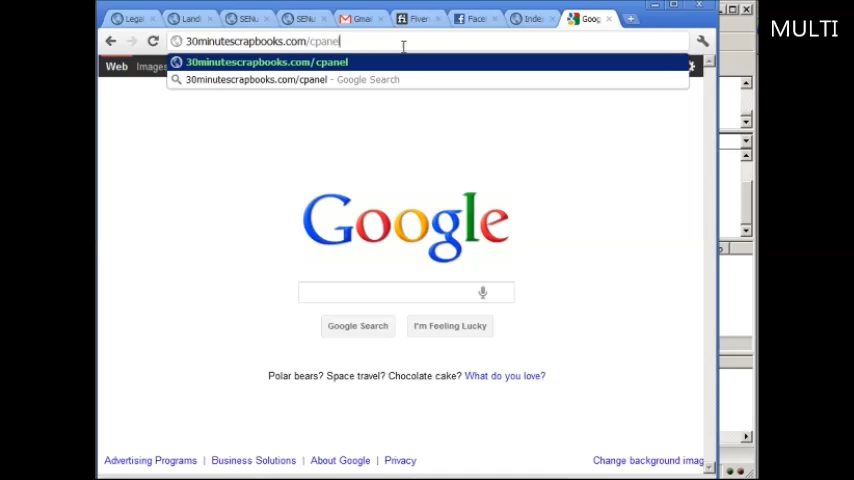 MULTI
Legal
Landi
SENu
SENu
Gmai
Fiver
Face
Index
Goog
30minutescrapbooks.com/cpanel
30minutescrapbooks.com/cpanel
30minutescrapbooks.com/cpanel - Google Search
Web Images
Google
Google Search I'm Feeling Lucky
Polar bears? Space travel? Chocolate cake? What do you love?
Advertising Programs | Business Solutions | About Google | Privacy Change background imag